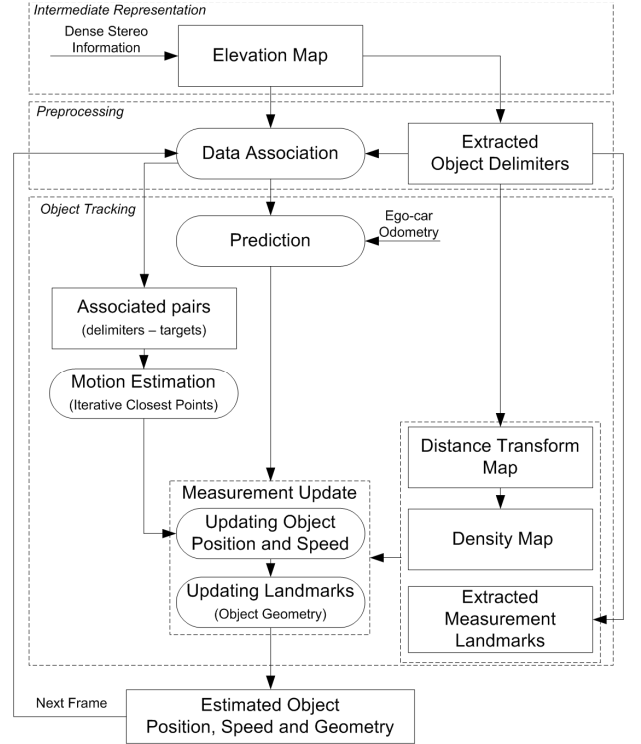 Intermediate Representation
Dense Stereo
Information
Elevation Map
Preprocessing
Data Association
Extracted
Object Delimiters
Object Tracking
Prediction
Ego-car
Odometry
Associated pairs
(delimiters – targets)
Motion Estimation
(Iterative Closest Points)
Distance Transform
Map
Measurement Update
Updating Object
Position and Speed
Density Map
Updating Landmarks
(Object Geometry)
Extracted
Measurement
Landmarks
Next Frame
Estimated Object
Position, Speed and Geometry